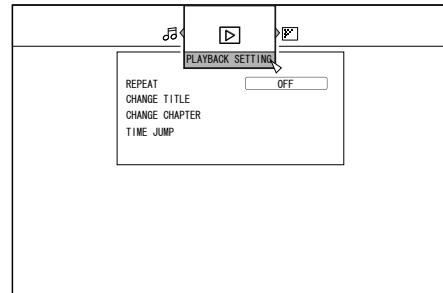 PLAYBACK SETTING
REPEAT OFF
CHANGE TITLE
CHANGE CHAPTER
TIME JUMP